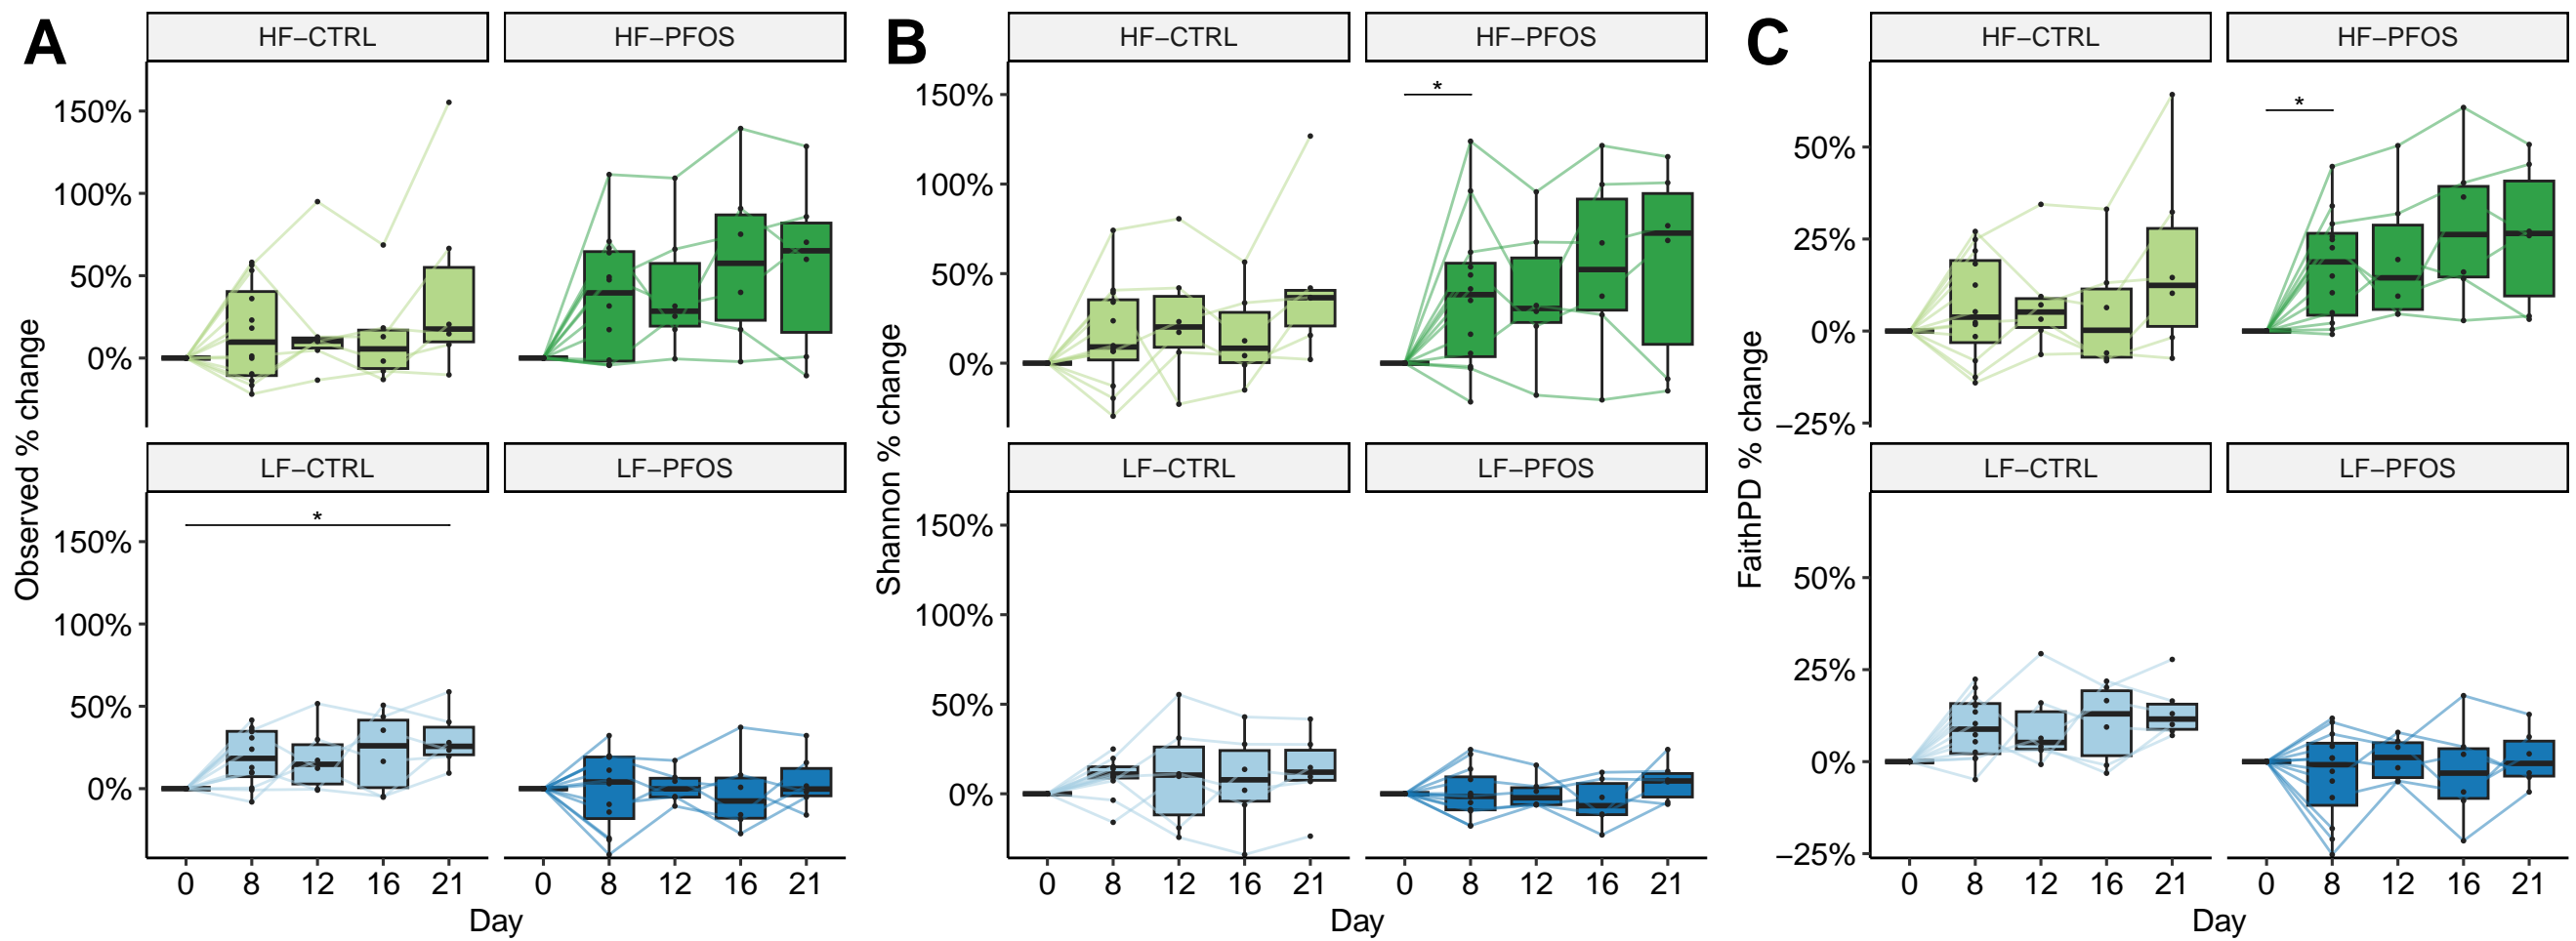 A
HF−CTRL
HF−PFOS
B
HF−CTRL
HF−PFOS
C
HF−CTRL
HF−PFOS
Observed % change
150%
100%
50%
0%
Shannon % change
150%
*
100%
50%
0%
FaithPD % change
*
50%
25%
0%
−25%
LF−CTRL
LF−PFOS
LF−CTRL
LF−PFOS
LF−CTRL
LF−PFOS
*
150%
100%
50%
0%
150%
100%
50%
0%
50%
25%
0%
−25%
0 8 12 16 21
0 8 12 16 21
0 8 12 16 21
0 8 12 16 21
0 8 12 16 21
0 8 12 16 21
Day
Day
Day